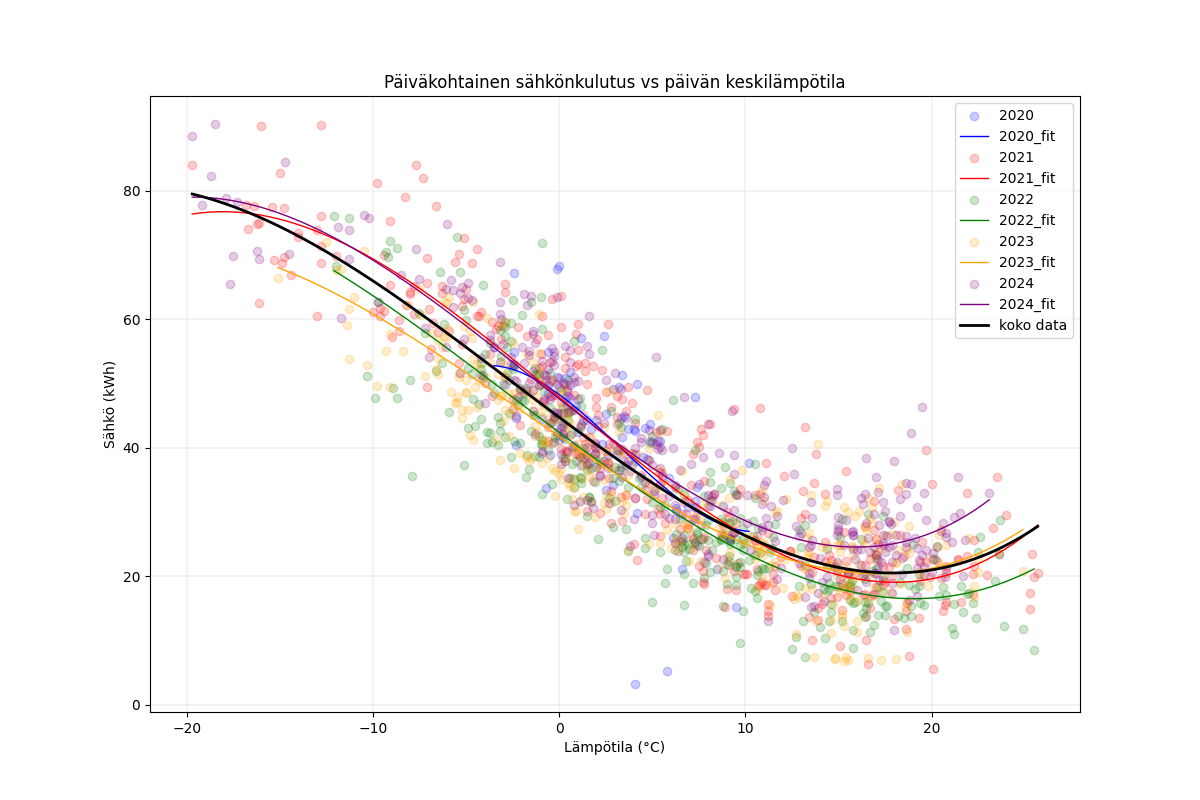 Päiväkohtainen sähkönkulutus vs päivän keskilämpötila
2020
2020_fit
2021
2021_fit
2022
2022_fit
2023
2023_fit
2024
2024_fit
koko data
Sähkö (kWh)
80
60
40
20
0
−20
−10
0
10
20
Lämpötila (°C)